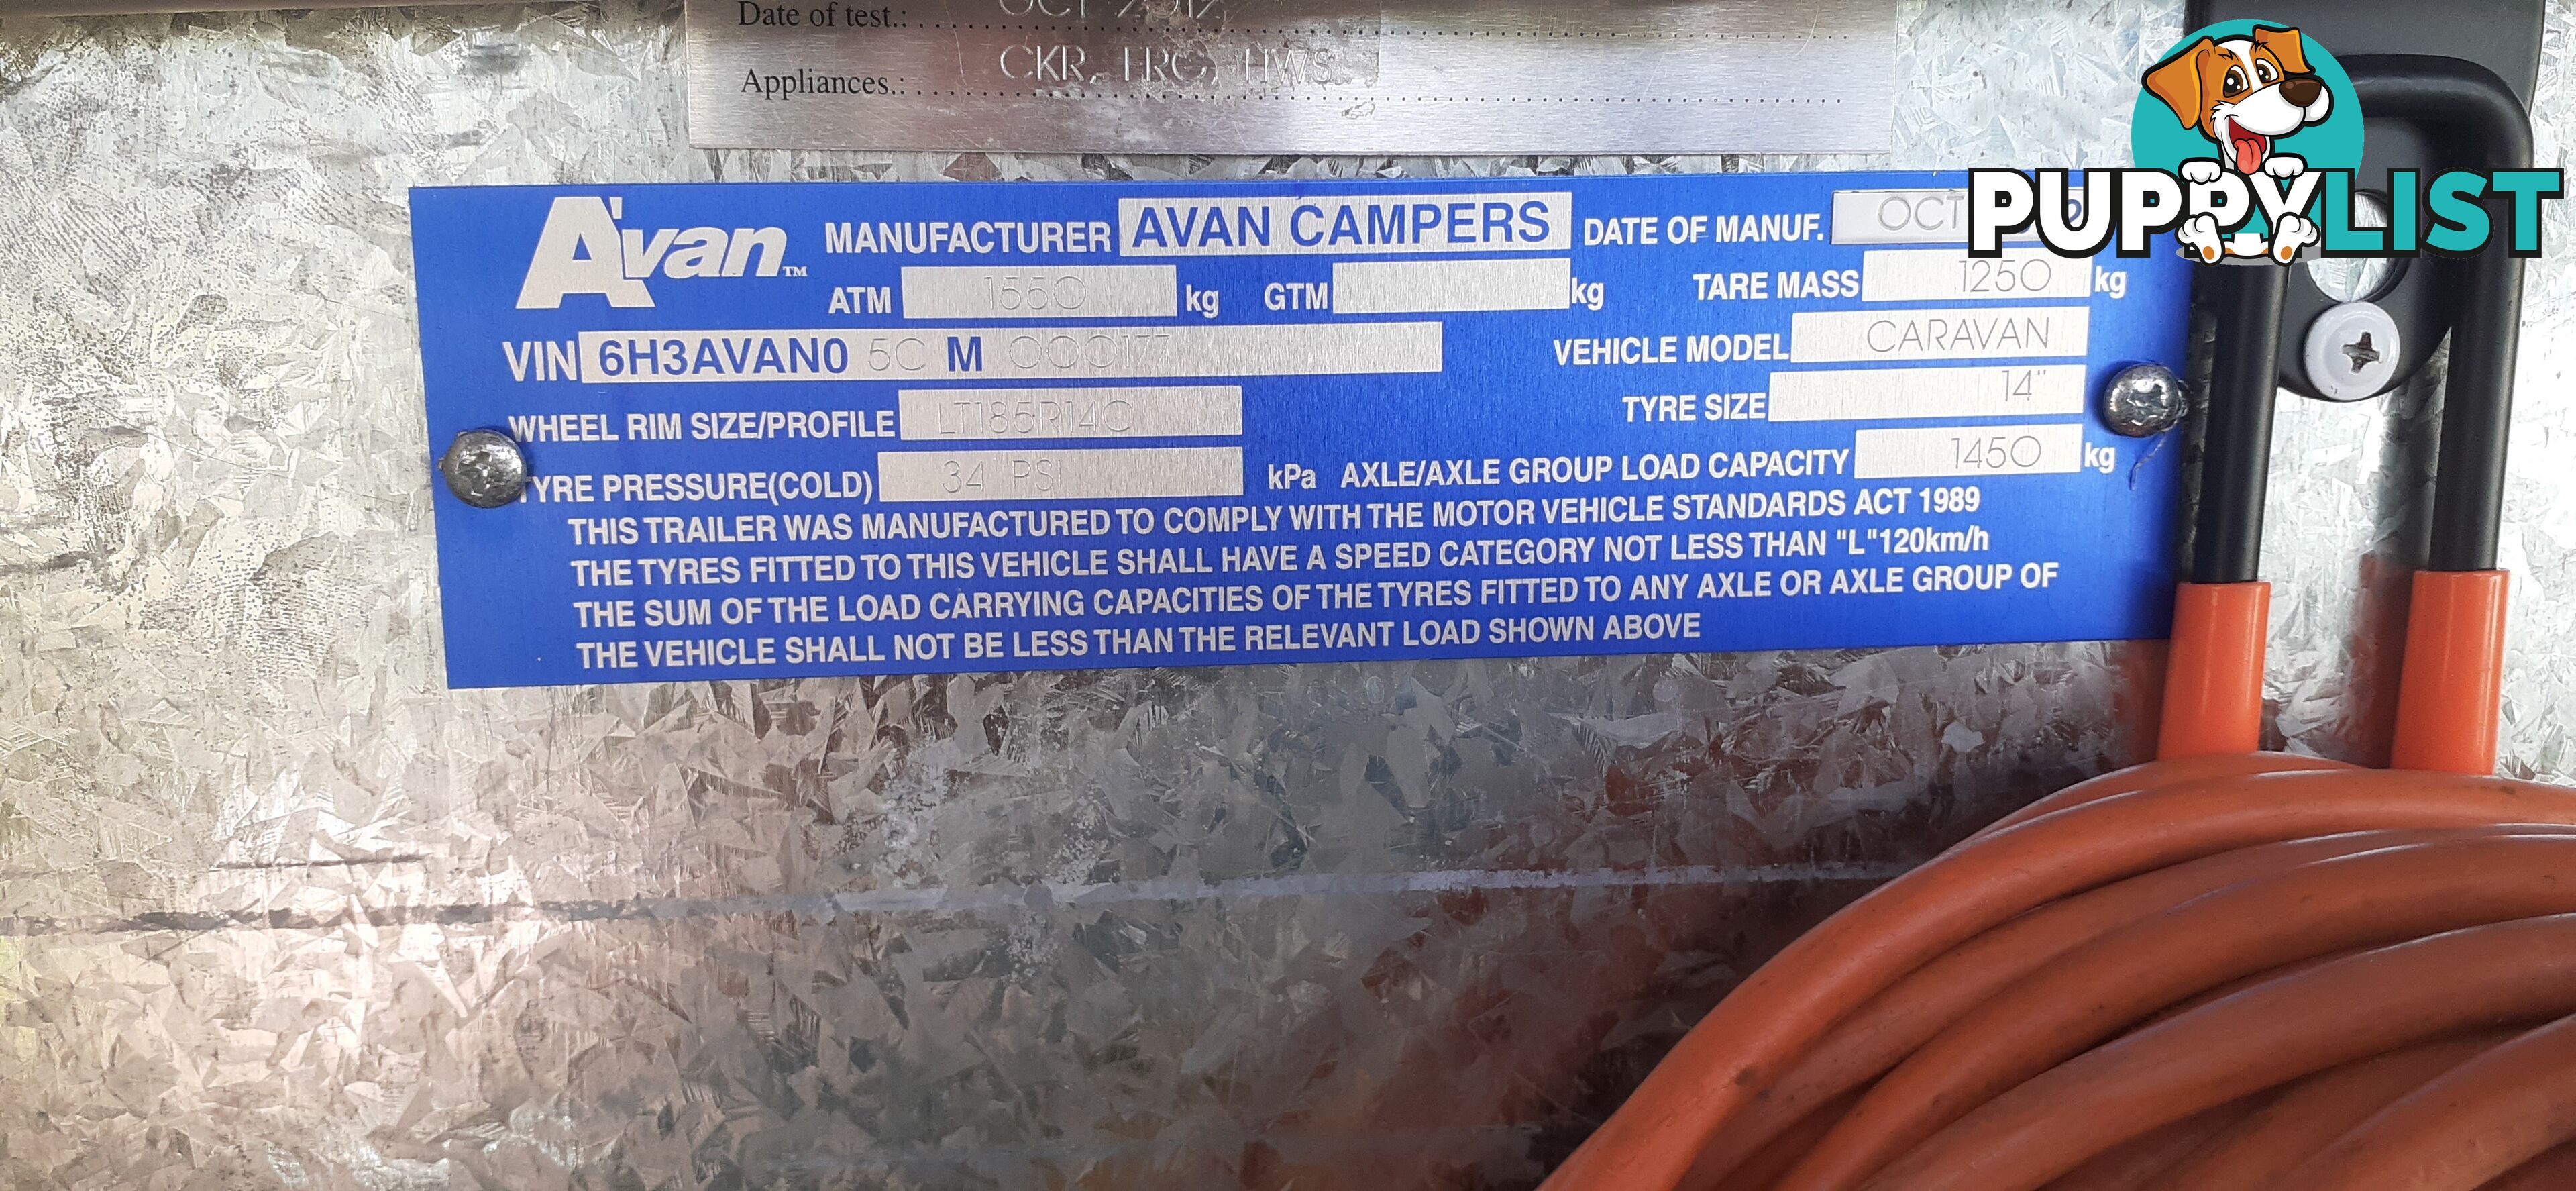 Date of test.: OCT 2012
Appliances.: CKR, FRG, HWS
PUPPYLIST
A'van™ MANUFACTURER AVAN CAMPERS DATE OF MANUF. OCT 2
ATM 1550 kg GTM kg TARE MASS 1250 kg
VIN 6H3AVAN0 5C M 000177 VEHICLE MODEL CARAVAN
WHEEL RIM SIZE/PROFILE LT185R14C TYRE SIZE 14"
TYRE PRESSURE(COLD) 34 PSI kPa AXLE/AXLE GROUP LOAD CAPACITY 1450 kg
THIS TRAILER WAS MANUFACTURED TO COMPLY WITH THE MOTOR VEHICLE STANDARDS ACT 1989
THE TYRES FITTED TO THIS VEHICLE SHALL HAVE A SPEED CATEGORY NOT LESS THAN "L"120km/h
THE SUM OF THE LOAD CARRYING CAPACITIES OF THE TYRES FITTED TO ANY AXLE OR AXLE GROUP OF
THE VEHICLE SHALL NOT BE LESS THAN THE RELEVANT LOAD SHOWN ABOVE